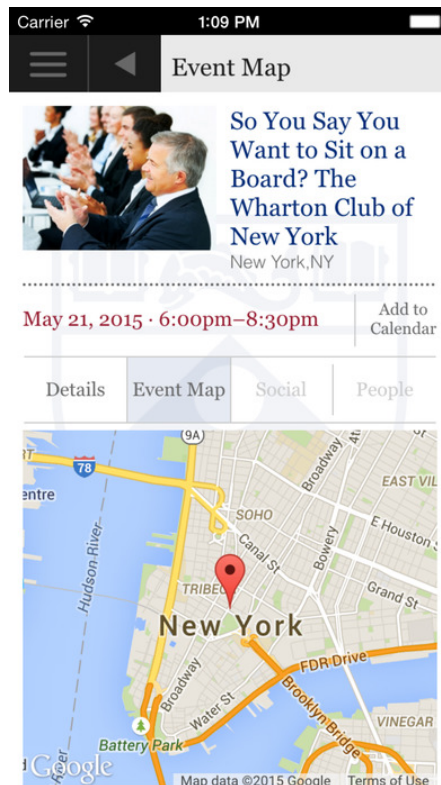 Carrier 1:09 PM
Event Map
So You Say You
Want to Sit on a
Board? The
Wharton Club of
New York
New York,NY
May 21, 2015 · 6:00pm–8:30pm
Add to
Calendar
Details Event Map Social People
9A
78
Broadway
EAST VIL
entre
SOHO
E Houston
Hudson River
Canal St
Bowery
TRIBEC
Grand St
New York
FDR Drive
Broadway
Water St
Brooklyn Bridge
VINEGAR
Battery Park
River
Google
Map data ©2015 Google Terms of Use